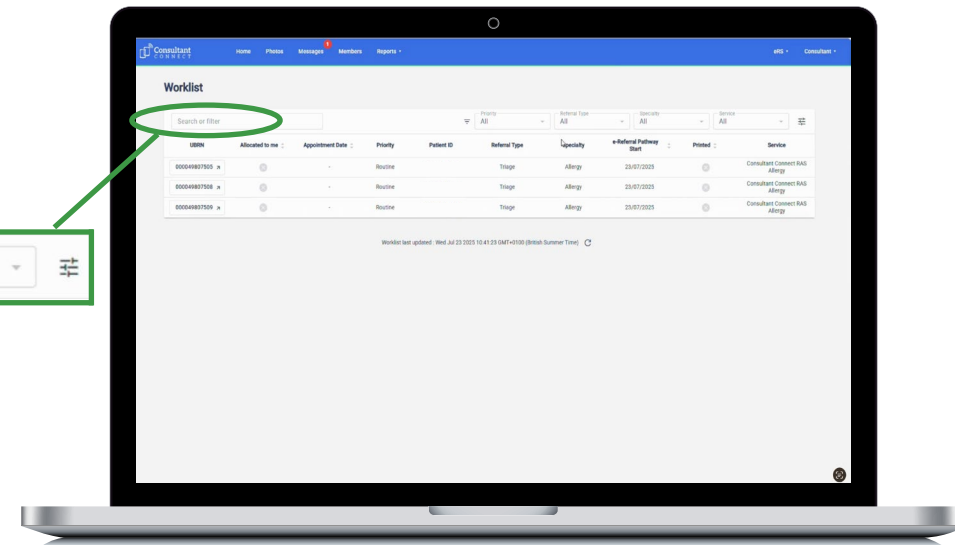 Consultant
CONNECT
Home Photos Messages 1 Members Reports
eRS Consultant
Worklist
Search or filter
Priority
All
Referral Type
All
Specialty
All
Service
All
UBRN Allocated to me Appointment Date Priority Patient ID Referral Type Specialty e-Referral Pathway Start Printed Service
000049807505 - Routine Triage Allergy 23/07/2025 Consultant Connect RAS Allergy
000049807508 - Routine Triage Allergy 23/07/2025 Consultant Connect RAS Allergy
000049807509 - Routine Triage Allergy 23/07/2025 Consultant Connect RAS Allergy
Worklist last updated : Wed Jul 23 2025 10:41:23 GMT+0100 (British Summer Time)